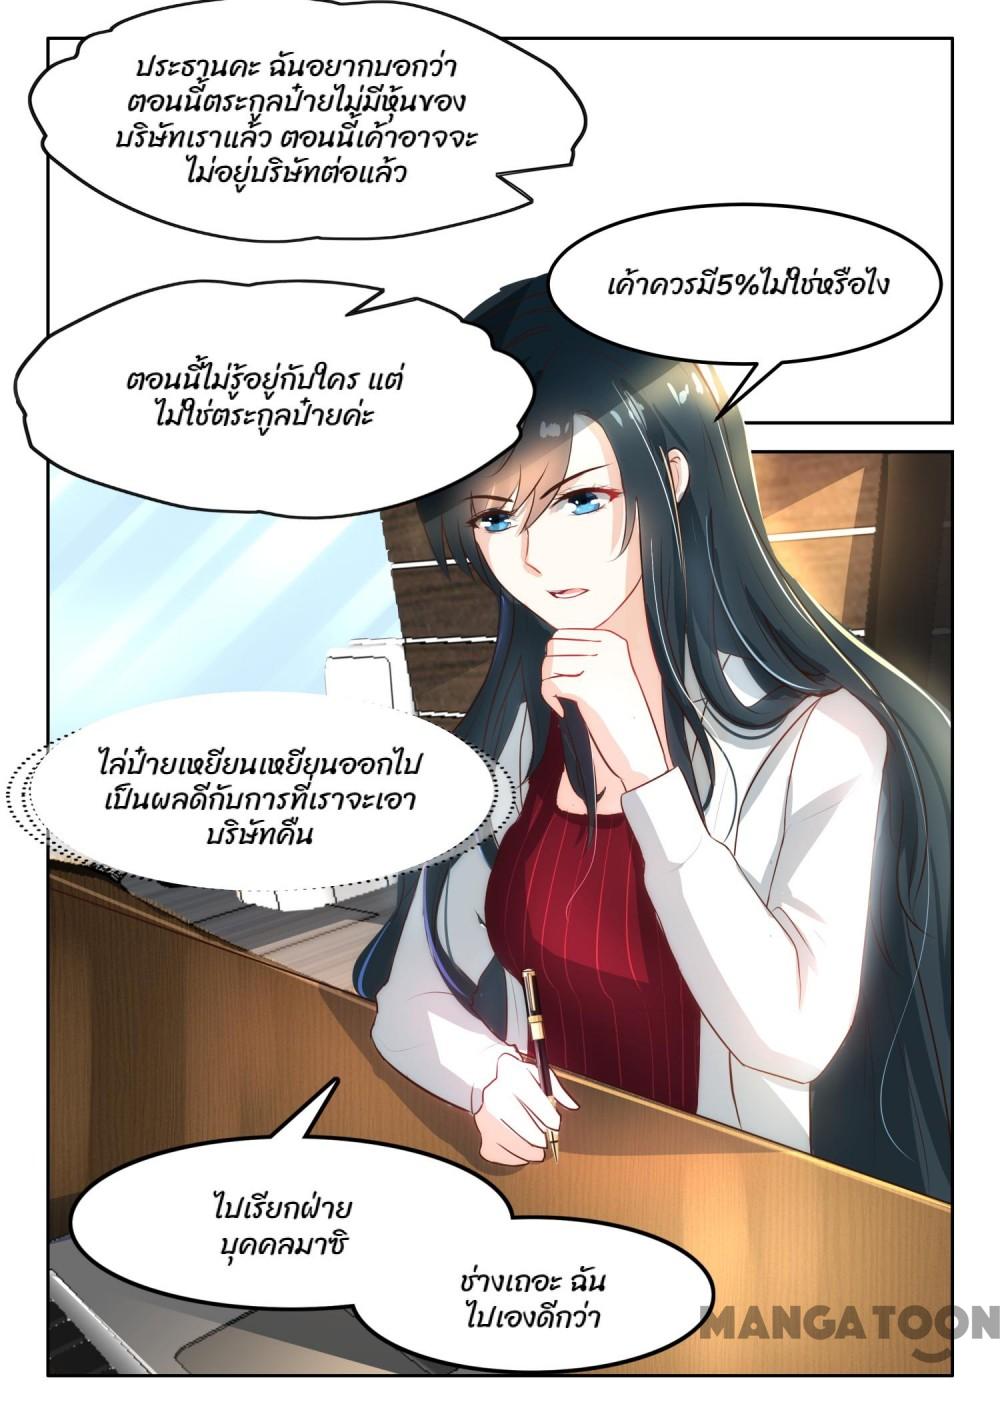 ประธานคะ ฉันอยากบอกว่า
ตอนนี้ตระกูลป๋ายไม่มีหุ้นของ
บริษัทเราแล้ว ตอนนี้เค้าอาจจะ
ไม่อยู่บริษัทต่อแล้ว
เค้าควรมี5%ไม่ใช่หรือไง
ตอนนี้ไม่รู้อยู่กับใคร แต่
ไม่ใช่ตระกูลป๋ายค่ะ
ไล่ป๋ายเหยียนเหยียนออกไป
เป็นผลดีกับการที่เราจะเอา
บริษัทคืน
ไปเรียกฝ่าย
บุคคลมาซิ
ช่างเถอะ ฉัน
ไปเองดีกว่า
MANGATOON